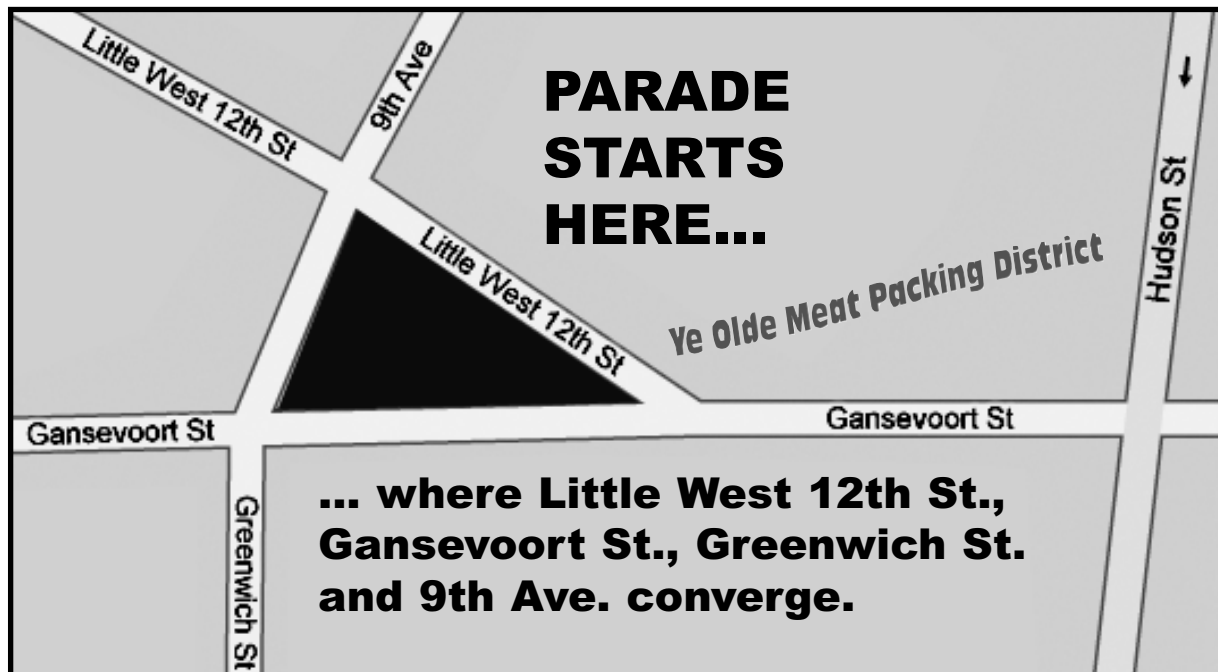 Little West 12th St
9th Ave
PARADE
STARTS
HERE...
Hudson St
Little West 12th St
Ye Olde Meat Packing District
Gansevoort St
Gansevoort St
Greenwich St
... where Little West 12th St.,
Gansevoort St., Greenwich St.
and 9th Ave. converge.